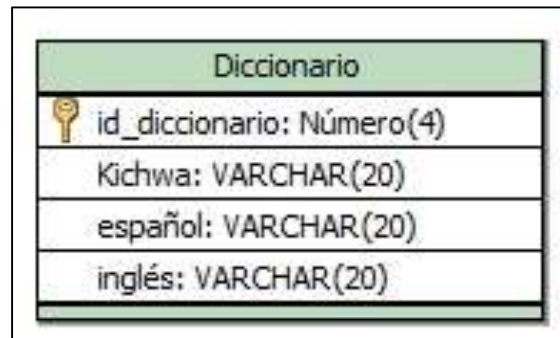 Diccionario
id_diccionario: Número(4)
Kichwa: VARCHAR(20)
español: VARCHAR(20)
inglés: VARCHAR(20)